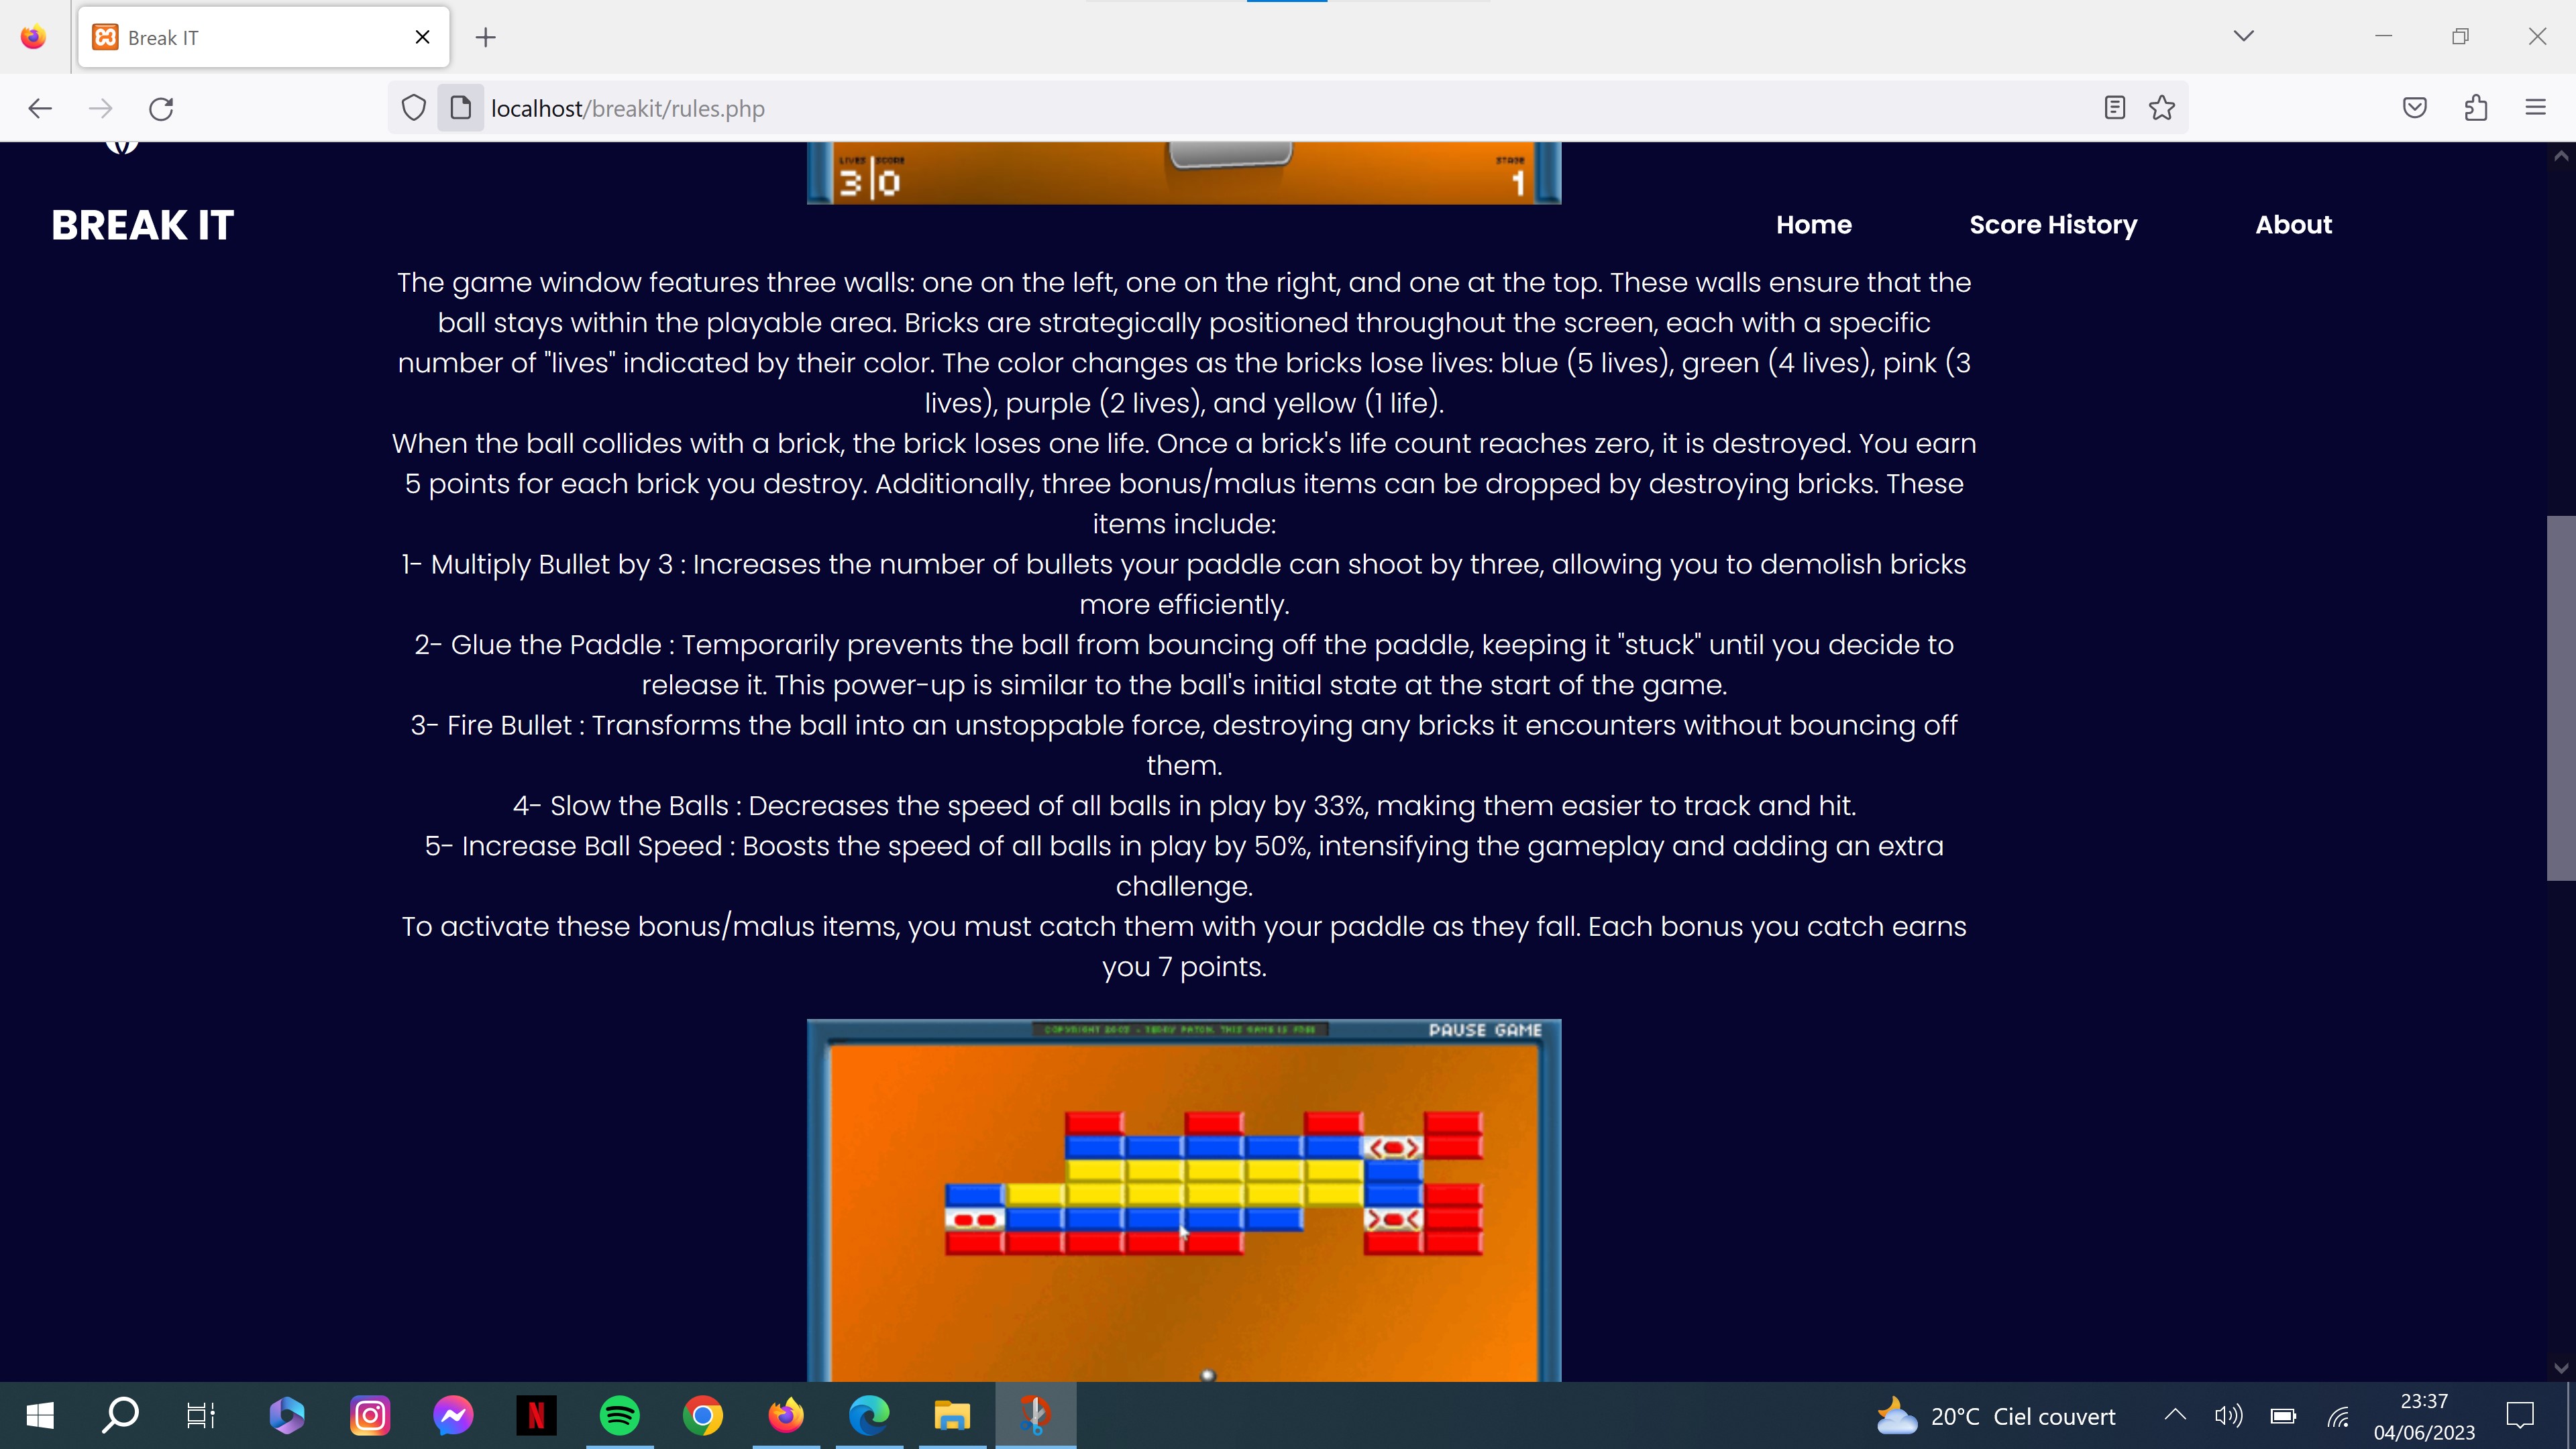 Break IT
localhost/breakit/rules.php
LIVES SCORE
STAGE
3 0
1
BREAK IT
Home
Score History
About
The game window features three walls: one on the left, one on the right, and one at the top. These walls ensure that the
ball stays within the playable area. Bricks are strategically positioned throughout the screen, each with a specific
number of "lives" indicated by their color. The color changes as the bricks lose lives: blue (5 lives), green (4 lives), pink (3
lives), purple (2 lives), and yellow (1 life).
When the ball collides with a brick, the brick loses one life. Once a brick's life count reaches zero, it is destroyed. You earn
5 points for each brick you destroy. Additionally, three bonus/malus items can be dropped by destroying bricks. These
items include:
1- Multiply Bullet by 3 : Increases the number of bullets your paddle can shoot by three, allowing you to demolish bricks
more efficiently.
2- Glue the Paddle : Temporarily prevents the ball from bouncing off the paddle, keeping it "stuck" until you decide to
release it. This power-up is similar to the ball's initial state at the start of the game.
3- Fire Bullet : Transforms the ball into an unstoppable force, destroying any bricks it encounters without bouncing off
them.
4- Slow the Balls : Decreases the speed of all balls in play by 33%, making them easier to track and hit.
5- Increase Ball Speed : Boosts the speed of all balls in play by 50%, intensifying the gameplay and adding an extra
challenge.
To activate these bonus/malus items, you must catch them with your paddle as they fall. Each bonus you catch earns
you 7 points.
THIS GAME IS FREE
PAUSE GAME
20°C Ciel couvert
23:37
04/06/2023